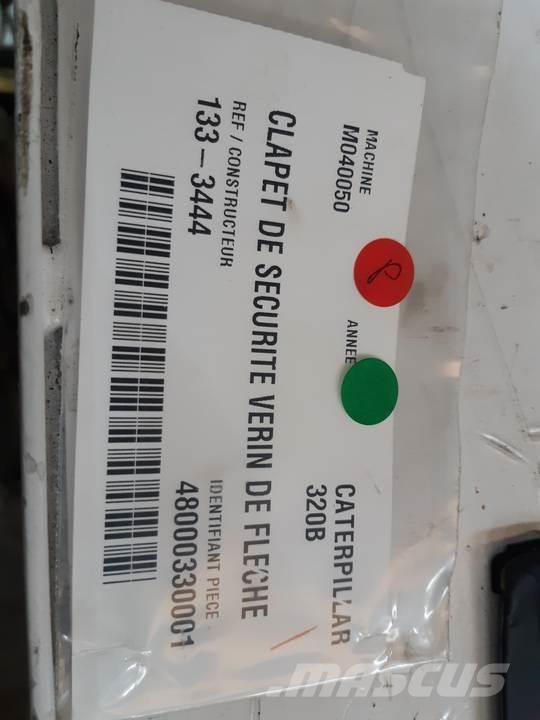 MACHINE
M040050
ANNEE
CATERPILLAR
320B
CLAPET DE SECURITE VERIN DE FLECHE
REF / CONSTRUCTEUR
133-3444
IDENTIFIANT PIECE
48000330001
P
MASCUS